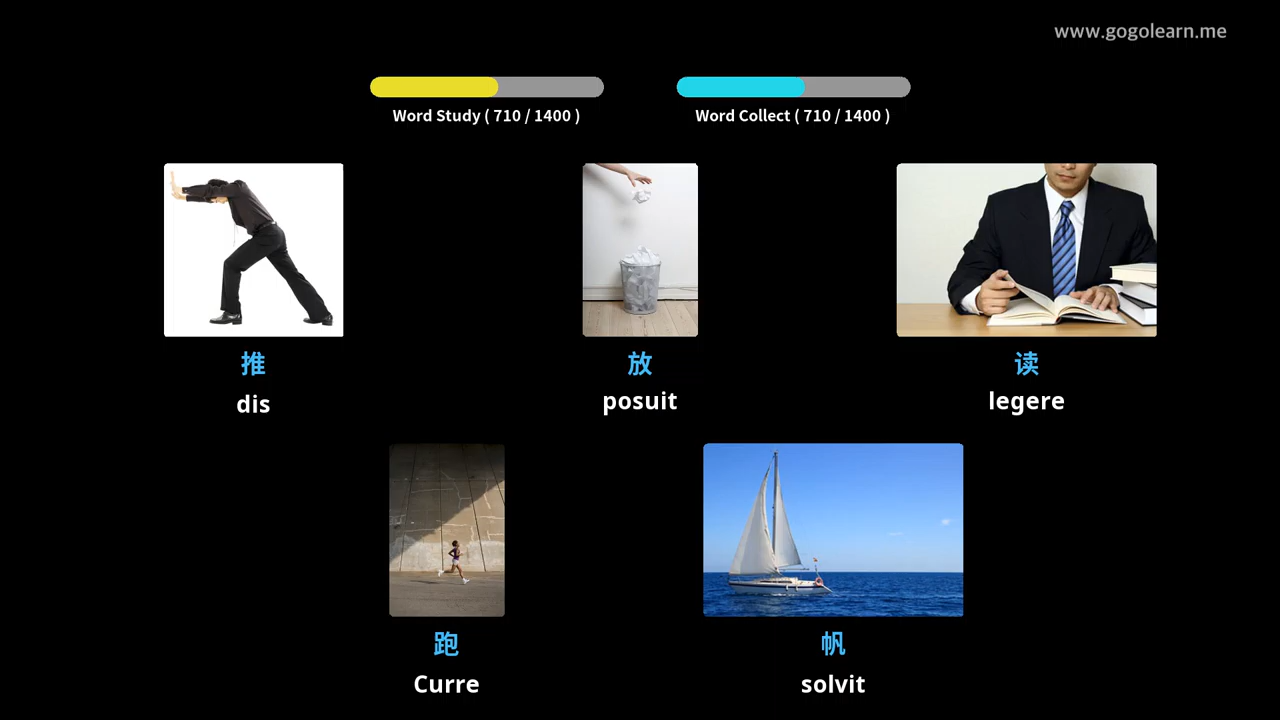 www.gogolearn.me
Word Study ( 710 / 1400 )
Word Collect ( 710 / 1400 )
推
dis
放
posuit
读
legere
跑
Curre
帆
solvit